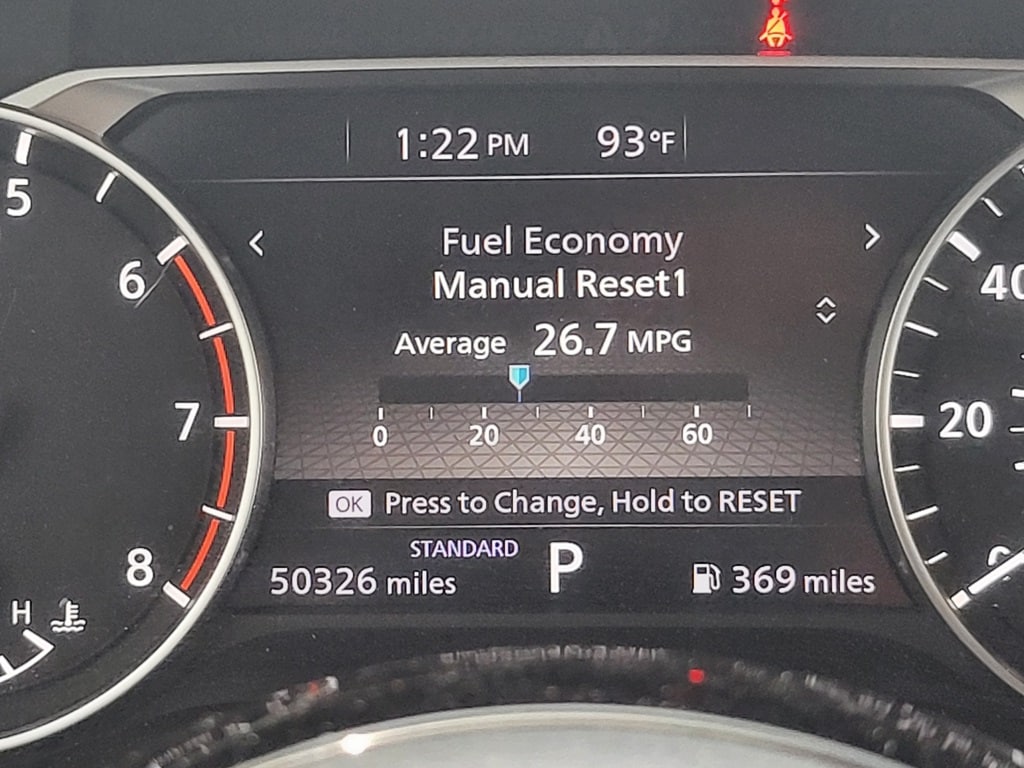 1:22 PM 93°F
Fuel Economy
Manual Reset1
Average 26.7 MPG
0 20 40 60
OK Press to Change, Hold to RESET
STANDARD
P
50326 miles
369 miles
5
6
7
8
H
40
20
0